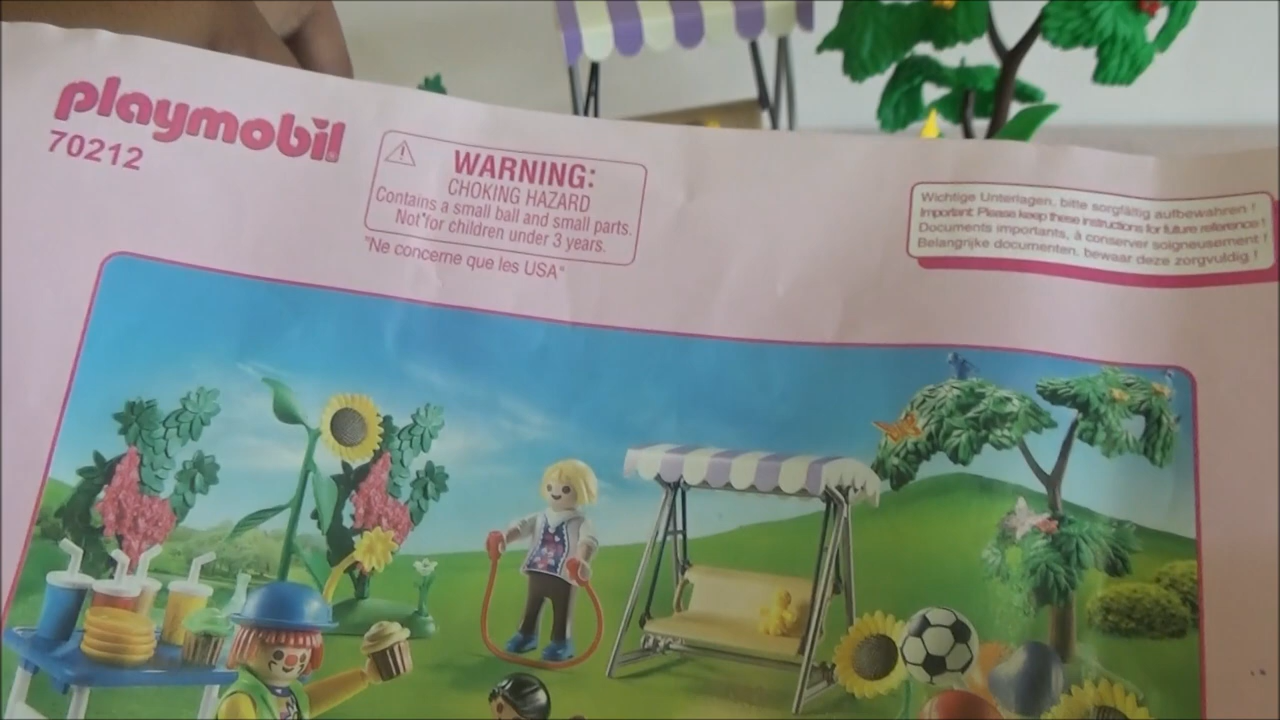 playmobil
70212
WARNING:
CHOKING HAZARD
Contains a small ball and small parts.
Not for children under 3 years.
"Ne concerne que les USA"
Wichtige Unterlagen, bitte sorgfältig aufbewahren !
Important: Please keep these instructions for future reference !
Documents importants, à conserver soigneusement !
Belangrijke documenten, bewaar deze zorgvuldig !